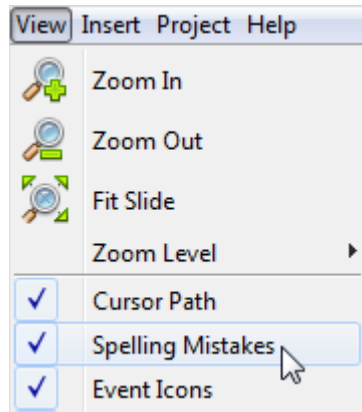 View Insert Project Help
Zoom In
Zoom Out
Fit Slide
Zoom Level
Cursor Path
Spelling Mistakes
Event Icons